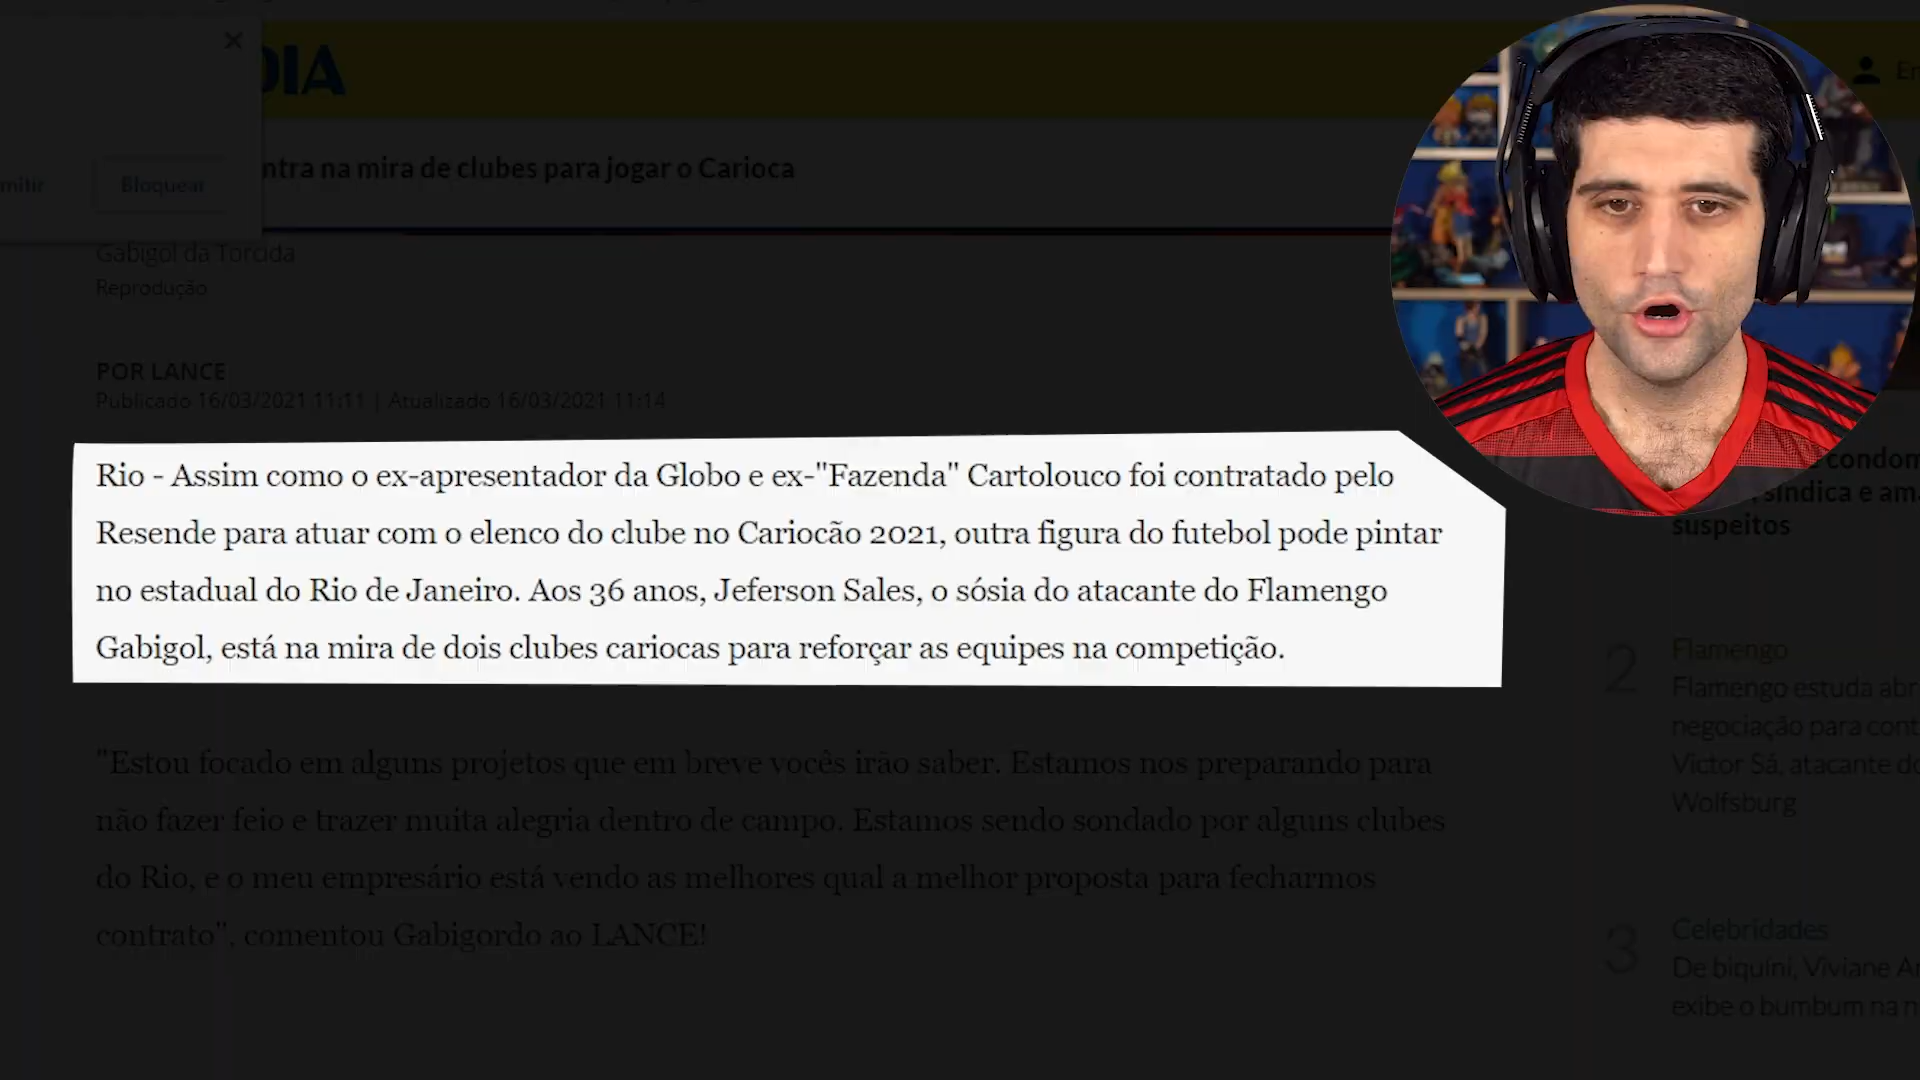 DIA
ntra na mira de clubes para jogar o Carioca
mitir
Bloquear
Gabigol da Torcida
Reprodução
POR LANCE
Publicado 16/03/2021 11:11 | Atualizado 16/03/2021 11:14
Rio - Assim como o ex-apresentador da Globo e ex-"Fazenda" Cartolouco foi contratado pelo
Resende para atuar com o elenco do clube no Cariocão 2021, outra figura do futebol pode pintar
no estadual do Rio de Janeiro. Aos 36 anos, Jeferson Sales, o sósia do atacante do Flamengo
Gabigol, está na mira de dois clubes cariocas para reforçar as equipes na competição.
"Estou focado em alguns projetos que em breve vocês irão saber. Estamos nos preparando para
não fazer feio e trazer muita alegria dentro de campo. Estamos sendo sondado por alguns clubes
do Rio, e o meu empresário está vendo as melhores qual a melhor proposta para fecharmos
contrato", comentou Gabigordo ao LANCE!
En
condom
síndica e am
suspeitos
2
Flamengo
Flamengo estuda abr
negociação para cont
Victor Sá, atacante do
Wolfsburg
3
Celebridades
De biquíni, Viviane Ar
exibe o bumbum na n